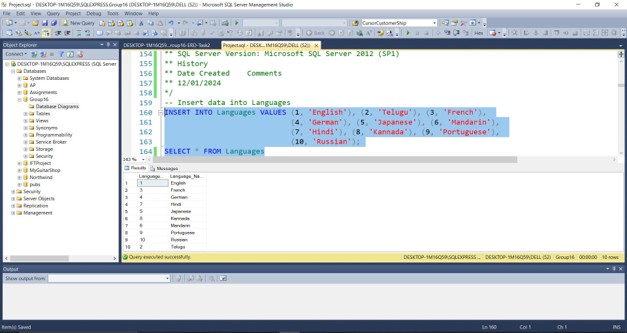 Project.sql - DESKTOP-1M16Q59\SQLEXPRESS.Group16 (DESKTOP-1M16Q59\DELL (52)) - Microsoft SQL Server Management Studio
File Edit View Query Project Debug Tools Window Help
New Query
CursorCustomerShip
Group16
Execute Debug
Object Explorer
Connect
DESKTOP-1M16Q59\SQLEXPRESS (SQL Server
Databases
System Databases
AP
Assignments
Group16
Database Diagrams
Tables
Views
Synonyms
Programmability
Service Broker
Storage
Security
IFTProject
MyGuitarShop
Northwind
pubs
Security
Server Objects
Replication
Management
Project.sql - DESK...1M16Q59\DELL (52))
154 ** SQL Server Version: Microsoft SQL Server 2012 (SP1)
155 ** History
156 ** Date Created Comments
157 ** 12/01/2024
158 */
159 -- Insert data into Languages
160 INSERT INTO Languages VALUES (1, 'English'), (2, 'Telugu'), (3, 'French'),
161 (4, 'German'), (5, 'Japanese'), (6, 'Mandarin'),
162 (7, 'Hindi'), (8, 'Kannada'), (9, 'Portuguese'),
163 (10, 'Russian');
164 SELECT * FROM Languages
143 %
Results Messages
Language... Language_Na...
1 1 English
2 3 French
3 4 German
4 7 Hindi
5 5 Japanese
6 8 Kannada
7 6 Mandarin
8 9 Portuguese
9 10 Russian
10 2 Telugu
Query executed successfully.
DESKTOP-1M16Q59\SQLEXPRESS... DESKTOP-1M16Q59\DELL (52) Group16 00:00:00 10 rows
Output
Show output from:
Item(s) Saved Ln 160 Col 1 Ch 1 INS